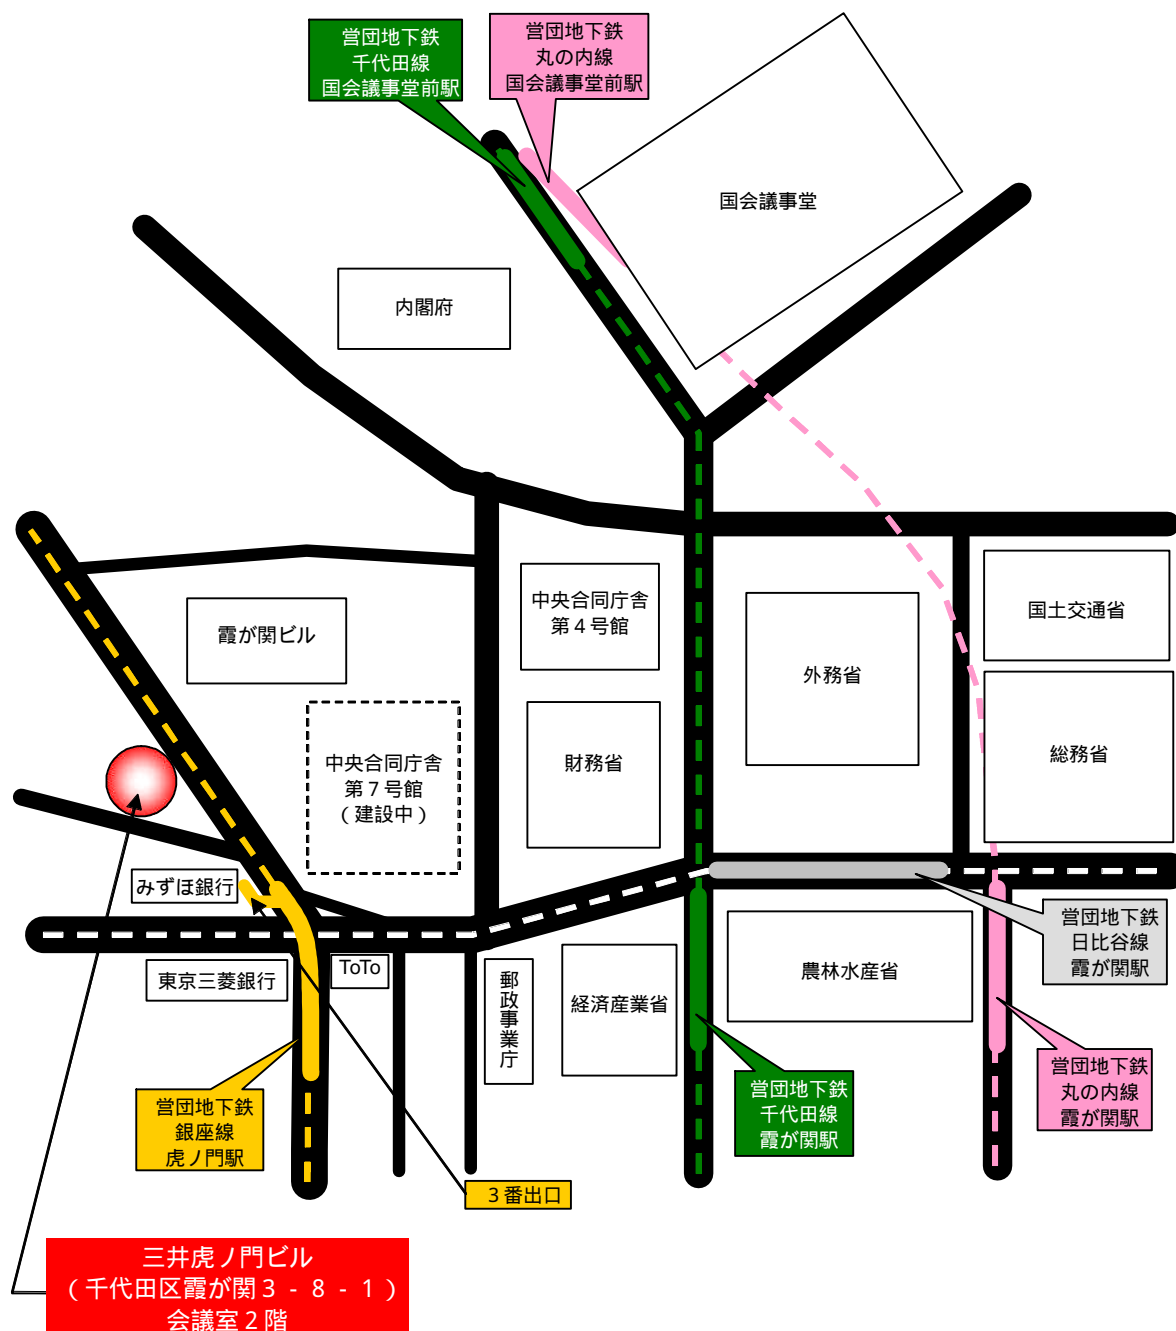 営団地下鉄
千代田線
国会議事堂前駅
営団地下鉄
丸の内線
国会議事堂前駅
国会議事堂
内閣府
中央合同庁舎
第４号館
国土交通省
霞が関ビル
外務省
総務省
財務省
中央合同庁舎
第７号館
（建設中）
みずほ銀行
営団地下鉄
日比谷線
霞が関駅
東京三菱銀行
ToTo
郵政事業庁
経済産業省
農林水産省
営団地下鉄
丸の内線
霞が関駅
営団地下鉄
千代田線
霞が関駅
営団地下鉄
銀座線
虎ノ門駅
３番出口
三井虎ノ門ビル
（千代田区霞が関３－８－１）
会議室２階